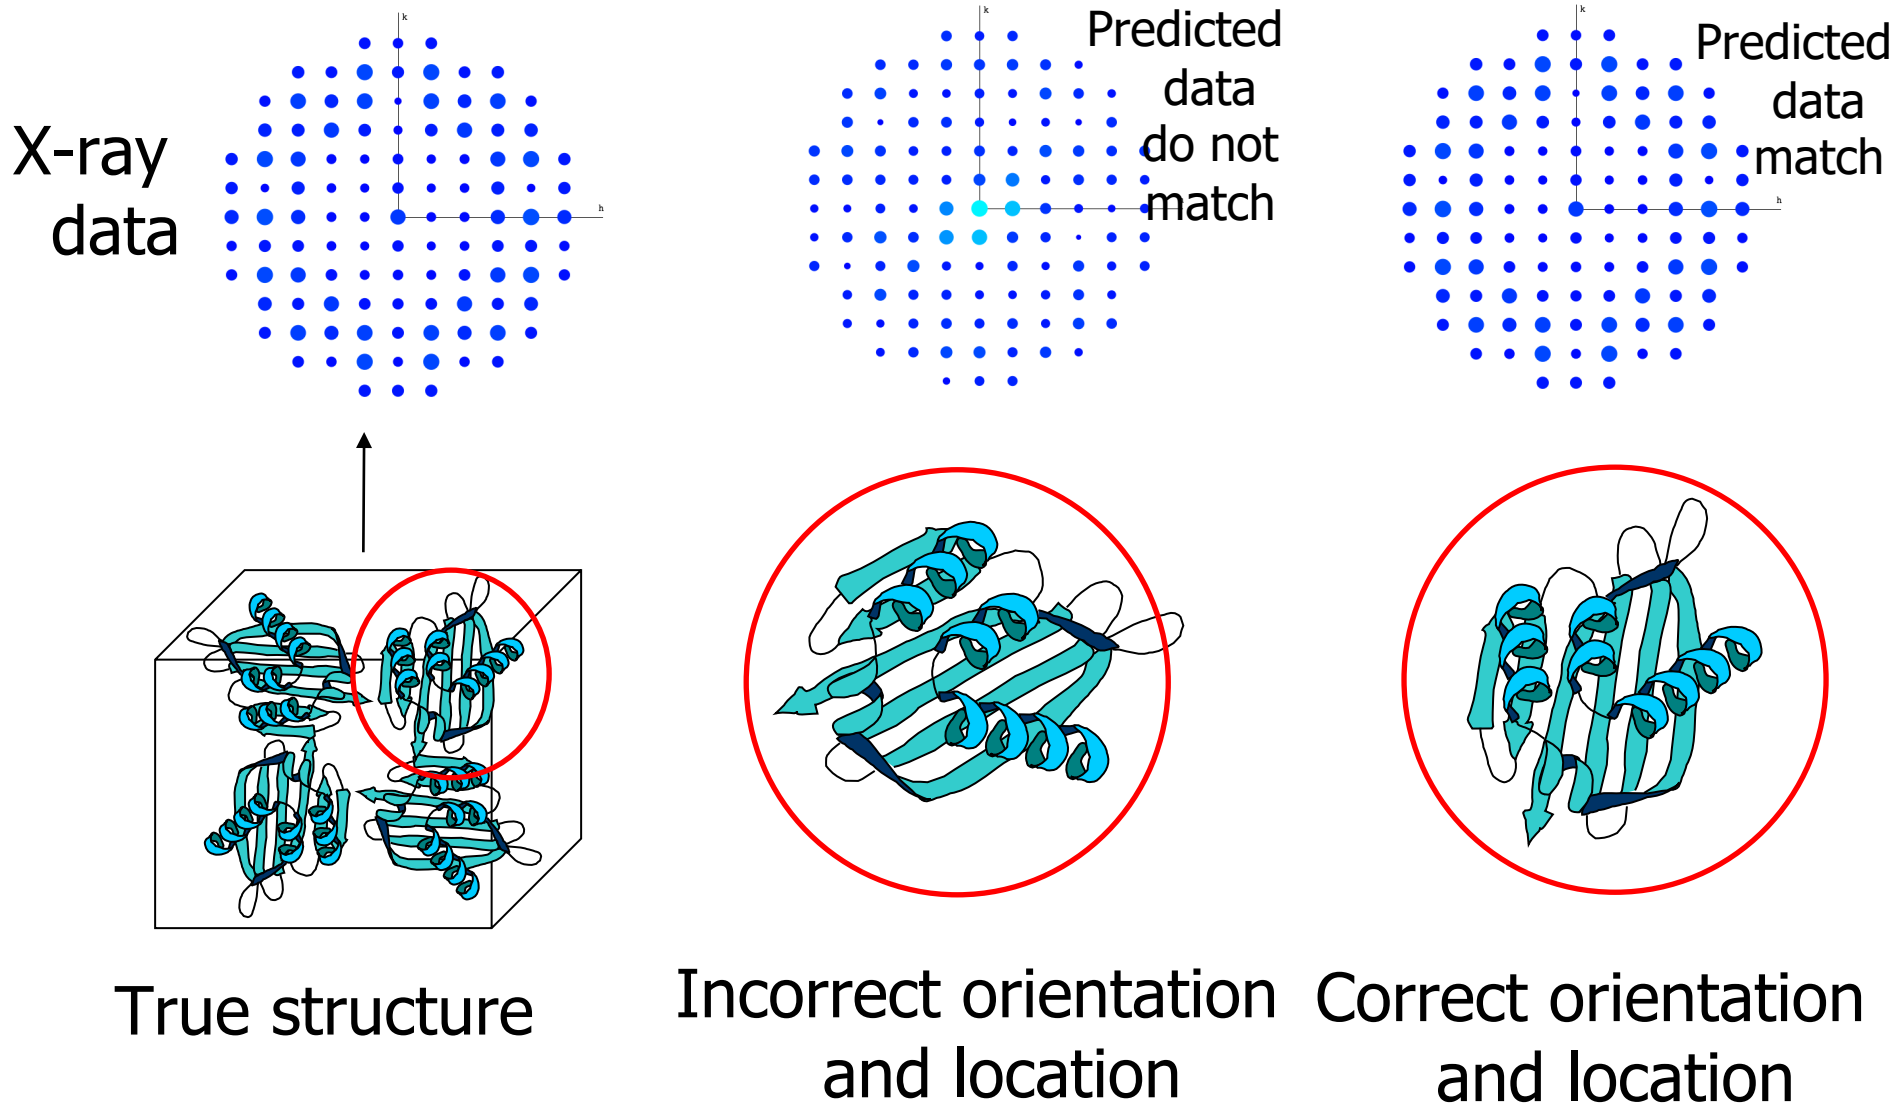 k
h
X-ray
data
k
Predicted
data
do not
match
k
h
Predicted
data
match
True structure
Incorrect orientation
and location
Correct orientation
and location